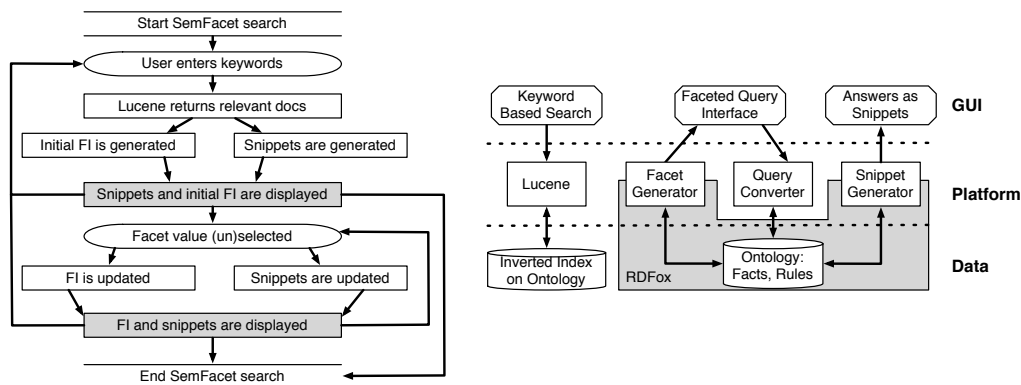 Start SemFacet search
User enters keywords
Lucene returns relevant docs
Initial FI is generated
Snippets are generated
Snippets and initial FI are displayed
Facet value (un)selected
FI is updated
Snippets are updated
FI and snippets are displayed
End SemFacet search
Keyword
Based Search
Faceted Query
Interface
Answers as
Snippets
GUI
Lucene
Facet
Generator
Query
Converter
Snippet
Generator
Platform
Inverted Index
on Ontology
RDFox
Ontology:
Facts, Rules
Data